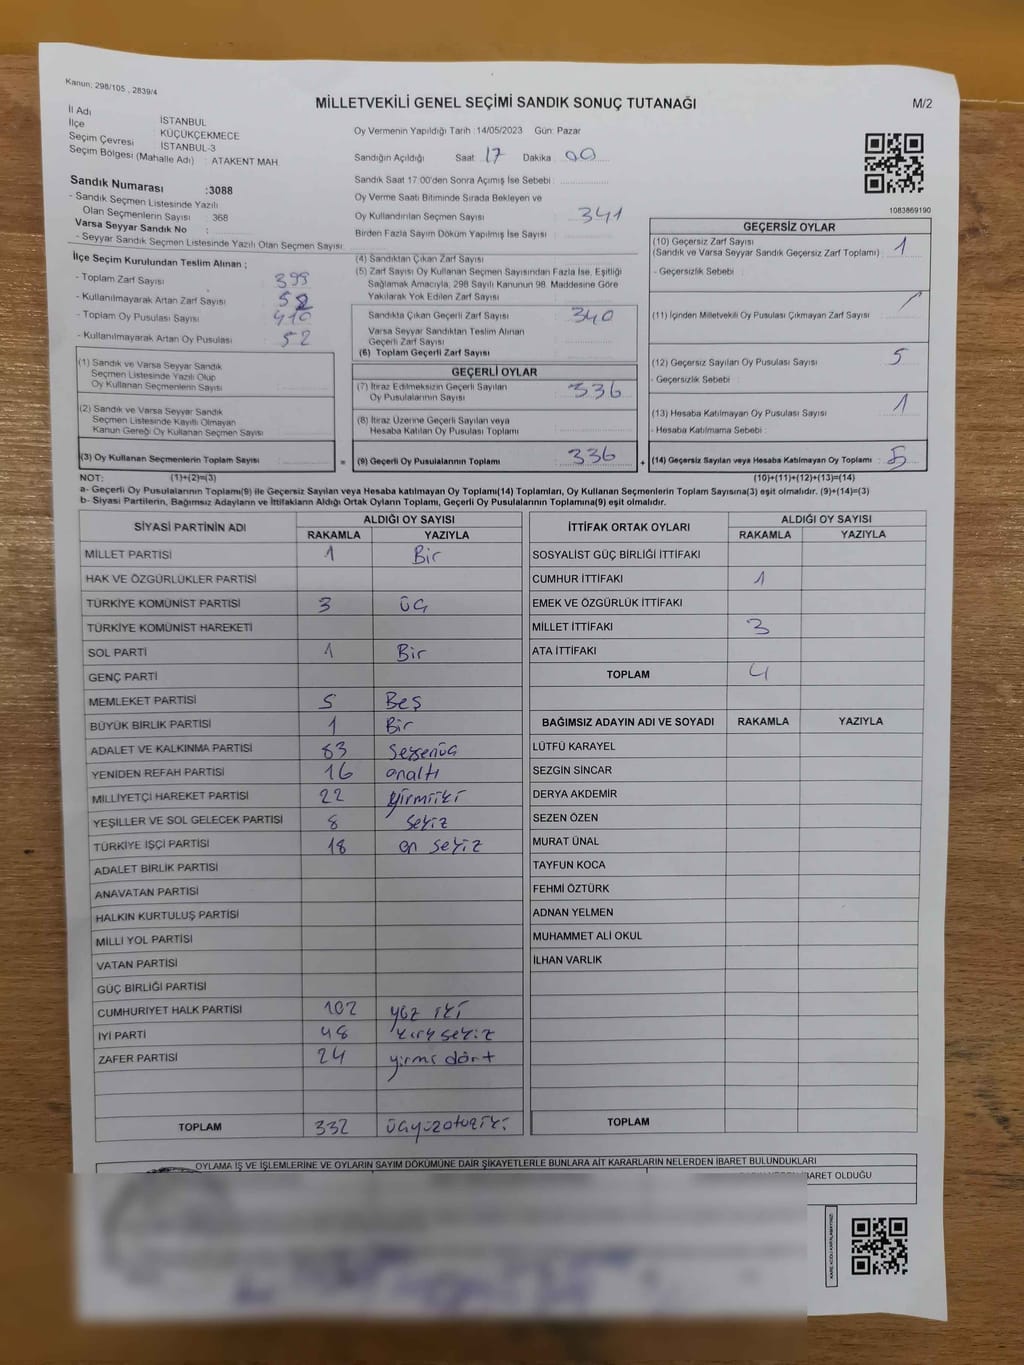 Kanun: 298/105 , 2839/4
MİLLETVEKİLİ GENEL SEÇİMİ SANDIK SONUÇ TUTANAĞI
M/2
İl Adı : İSTANBUL
İlçe : KÜÇÜKÇEKMECE
Seçim Çevresi : İSTANBUL-3
Seçim Bölgesi (Mahalle Adı) : ATAKENT MAH.
Sandık Numarası :3088
- Sandık Seçmen Listesinde Yazılı
Olan Seçmenlerin Sayısı : 368
Varsa Seyyar Sandık No :
- Seyyar Sandık Seçmen Listesinde Yazılı Olan Seçmen Sayısı:
Oy Vermenin Yapıldığı Tarih :14/05/2023 Gün: Pazar
Sandığın Açıldığı Saat :17 Dakika :00
Sandık Saat 17:00'den Sonra Açımış İse Sebebi :
Oy Verme Saati Bitiminde Sırada Bekleyen ve
Oy Kullandırılan Seçmen Sayısı : 341
Birden Fazla Sayım Döküm Yapılmış İse Sayısı :
1083869190
İlçe Seçim Kurulundan Teslim Alınan ;
- Toplam Zarf Sayısı : 399
- Kullanılmayarak Artan Zarf Sayısı :
- Toplam Oy Pusulası Sayısı : 410
- Kullanılmayarak Artan Oy Pusulası : 52
(1) Sandık ve Varsa Seyyar Sandık
Seçmen Listesinde Yazılı Olup
Oy Kullanan Seçmenlerin Sayısı :
(2) Sandık ve Varsa Seyyar Sandık
Seçmen Listesinde Kayıtlı Olmayan
Kanun Gereği Oy Kullanan Seçmen Sayısı :
(3) Oy Kullanan Seçmenlerin Toplam Sayısı :
(4) Sandıktan Çıkan Zarf Sayısı :
(5) Zarf Sayısı Oy Kullanan Seçmen Sayısından Fazla İse, Eşitliği
Sağlamak Amacıyla, 298 Sayılı Kanunun 98. Maddesine Göre
Yakılarak Yok Edilen Zarf Sayısı :
Sandıkta Çıkan Geçerli Zarf Sayısı : 340
Varsa Seyyar Sandıktan Teslim Alınan
Geçerli Zarf Sayısı :
(6) Toplam Geçerli Zarf Sayısı :
GEÇERLİ OYLAR
(7) İtiraz Edilmeksizin Geçerli Sayılan
Oy Pusulalarının Sayısı : 336
(8) İtiraz Üzerine Geçerli Sayılan veya
Hesaba Katılan Oy Pusulası Toplamı :
= (9) Geçerli Oy Pusulalarının Toplamı : 336
GEÇERSİZ OYLAR
(10) Geçersiz Zarf Sayısı
(Sandık ve Varsa Seyyar Sandık Geçersiz Zarf Toplamı) : 1
- Geçersizlik Sebebi :
(11) İçinden Milletvekili Oy Pusulası Çıkmayan Zarf Sayısı :
(12) Geçersiz Sayılan Oy Pusulası Sayısı : 5
- Geçersizlik Sebebi :
(13) Hesaba Katılmayan Oy Pusulası Sayısı : 1
- Hesaba Katılmama Sebebi :
+ (14) Geçersiz Sayılan veya Hesaba Katılmayan Oy Toplamı : 5
NOT: (1)+(2)=(3) (10)+(11)+(12)+(13)=(14)
a- Geçerli Oy Pusulalarının Toplamı(9) ile Geçersiz Sayılan veya Hesaba katılmayan Oy Toplamı(14) Toplamları, Oy Kullanan Seçmenlerin Toplam Sayısına(3) eşit olmalıdır. (9)+(14)=(3)
b- Siyasi Partilerin, Bağımsız Adayların ve İttifakların Aldığı Ortak Oyların Toplamı, Geçerli Oy Pusulalarının Toplamına(9) eşit olmalıdır.
SİYASİ PARTİNİN ADI ALDIĞI OY SAYISI
RAKAMLA YAZIYLA
MİLLET PARTİSİ 1 Bir
HAK VE ÖZGÜRLÜKLER PARTİSİ
TÜRKİYE KOMÜNİST PARTİSİ 3 üç
TÜRKİYE KOMÜNİST HAREKETİ
SOL PARTİ 1 Bir
GENÇ PARTİ
MEMLEKET PARTİSİ 5 Beş
BÜYÜK BİRLİK PARTİSİ 1 Bir
ADALET VE KALKINMA PARTİSİ 83 seksenüç
YENİDEN REFAH PARTİSİ 16 onaltı
MİLLİYETÇİ HAREKET PARTİSİ 22 yirmiiki
YEŞİLLER VE SOL GELECEK PARTİSİ 8 sekiz
TÜRKİYE İŞÇİ PARTİSİ 18 on sekiz
ADALET BİRLİK PARTİSİ
ANAVATAN PARTİSİ
HALKIN KURTULUŞ PARTİSİ
MİLLİ YOL PARTİSİ
VATAN PARTİSİ
GÜÇ BİRLİĞİ PARTİSİ
CUMHURİYET HALK PARTİSİ 102 yüz iki
İYİ PARTİ 48 kırk sekiz
ZAFER PARTİSİ 24 yirmi dört
TOPLAM 332 üçyüzotuziki
İTTİFAK ORTAK OYLARI ALDIĞI OY SAYISI
RAKAMLA YAZIYLA
SOSYALİST GÜÇ BİRLİĞİ İTTİFAKI
CUMHUR İTTİFAKI 1
EMEK VE ÖZGÜRLÜK İTTİFAKI
MİLLET İTTİFAKI 3
ATA İTTİFAKI
TOPLAM 4
BAĞIMSIZ ADAYIN ADI VE SOYADI RAKAMLA YAZIYLA
LÜTFÜ KARAYEL
SEZGİN SİNCAR
DERYA AKDEMİR
SEZEN ÖZEN
MURAT ÜNAL
TAYFUN KOCA
FEHMİ ÖZTÜRK
ADNAN YELMEN
MUHAMMET ALİ OKUL
İLHAN VARLIK
TOPLAM
OYLAMA İŞ VE İŞLEMLERİNE VE OYLARIN SAYIM DÖKÜMÜNE DAİR ŞİKAYETLERLE BUNLARA AİT KARARLARIN NELERDEN İBARET BULUNDUKLARI
İBARET OLDUĞU